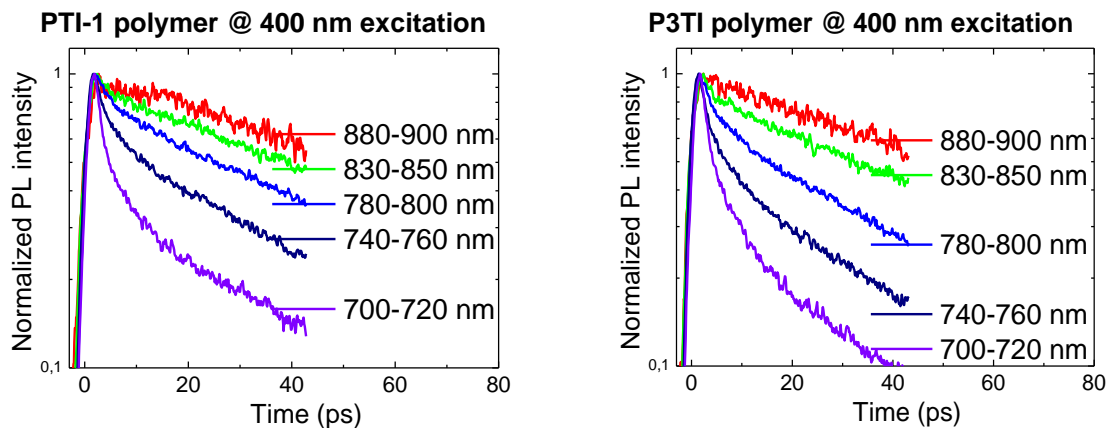 PTI-1 polymer @ 400 nm excitation
Normalized PL intensity
1
0,1
880-900 nm
830-850 nm
780-800 nm
740-760 nm
700-720 nm
0 20 40 60 80
Time (ps)
P3TI polymer @ 400 nm excitation
Normalized PL intensity
1
0,1
880-900 nm
830-850 nm
780-800 nm
740-760 nm
700-720 nm
0 20 40 60 80
Time (ps)